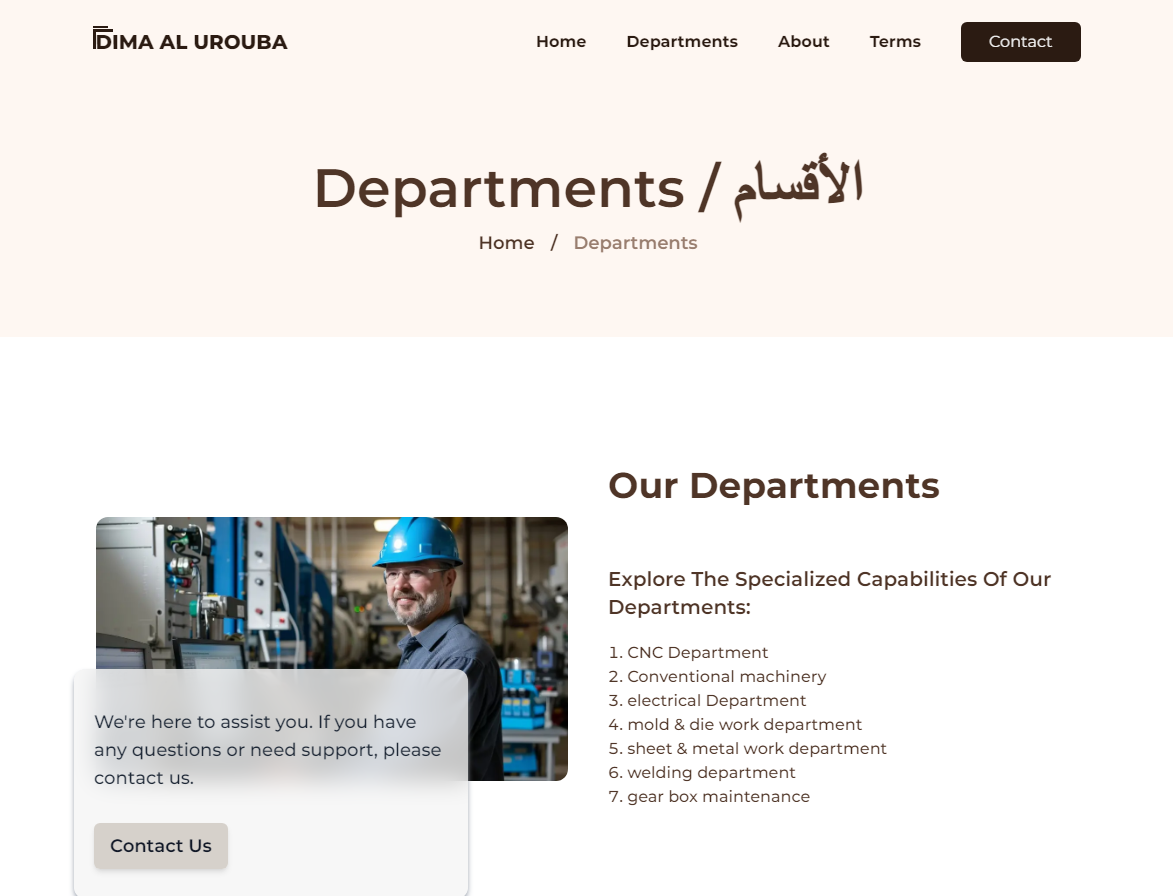 DIMA AL UROUBA
Home Departments About Terms Contact
Departments / الأقسام
Home / Departments
Our Departments
Explore The Specialized Capabilities Of Our
Departments:
1. CNC Department
2. Conventional machinery
3. electrical Department
4. mold & die work department
5. sheet & metal work department
6. welding department
7. gear box maintenance
We're here to assist you. If you have
any questions or need support, please
contact us.
Contact Us